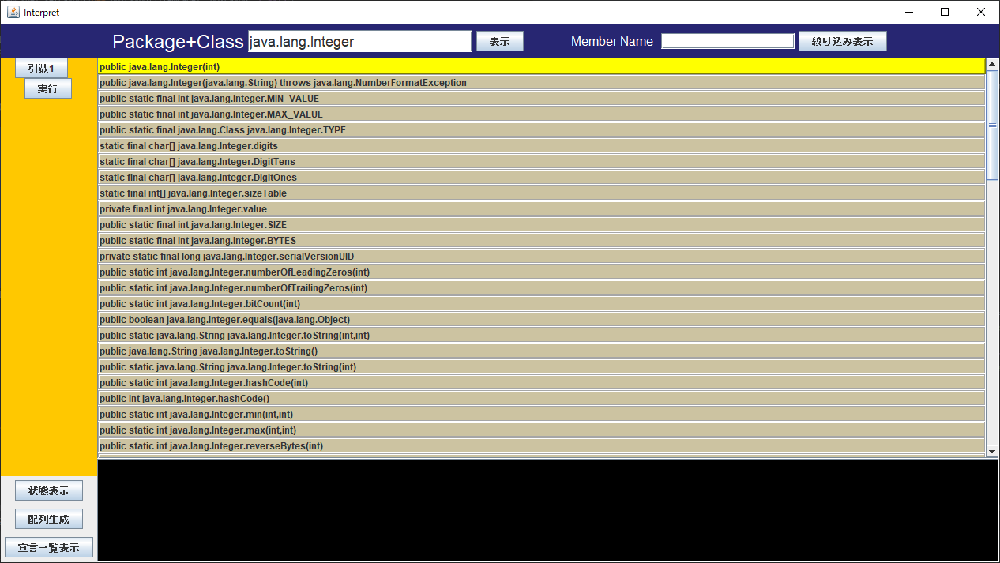 Interpret
Package+Class java.lang.Integer 表示 Member Name 絞り込み表示
引数1
実行
public java.lang.Integer(int)
public java.lang.Integer(java.lang.String) throws java.lang.NumberFormatException
public static final int java.lang.Integer.MIN_VALUE
public static final int java.lang.Integer.MAX_VALUE
public static final java.lang.Class java.lang.Integer.TYPE
static final char[] java.lang.Integer.digits
static final char[] java.lang.Integer.DigitTens
static final char[] java.lang.Integer.DigitOnes
static final int[] java.lang.Integer.sizeTable
private final int java.lang.Integer.value
public static final int java.lang.Integer.SIZE
public static final int java.lang.Integer.BYTES
private static final long java.lang.Integer.serialVersionUID
public static int java.lang.Integer.numberOfLeadingZeros(int)
public static int java.lang.Integer.numberOfTrailingZeros(int)
public static int java.lang.Integer.bitCount(int)
public boolean java.lang.Integer.equals(java.lang.Object)
public static java.lang.String java.lang.Integer.toString(int,int)
public java.lang.String java.lang.Integer.toString()
public static java.lang.String java.lang.Integer.toString(int)
public static int java.lang.Integer.hashCode(int)
public int java.lang.Integer.hashCode()
public static int java.lang.Integer.min(int,int)
public static int java.lang.Integer.max(int,int)
public static int java.lang.Integer.reverseBytes(int)
状態表示
配列生成
宣言一覧表示